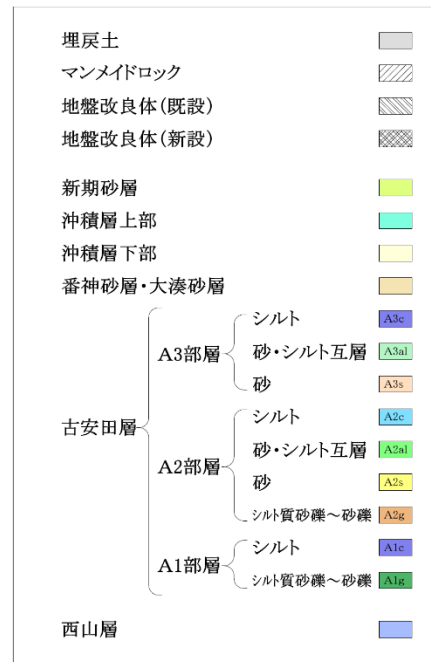 埋戻土
マンメイドロック
地盤改良体(既設)
地盤改良体(新設)
新期砂層
沖積層上部
沖積層下部
番神砂層・大湊砂層
シルト A3c
A3部層 砂・シルト互層 A3al
砂 A3s
シルト A2c
古安田層 砂・シルト互層 A2al
A2部層 砂 A2s
シルト質砂礫~砂礫 A2g
シルト A1c
A1部層 シルト質砂礫~砂礫 A1g
西山層